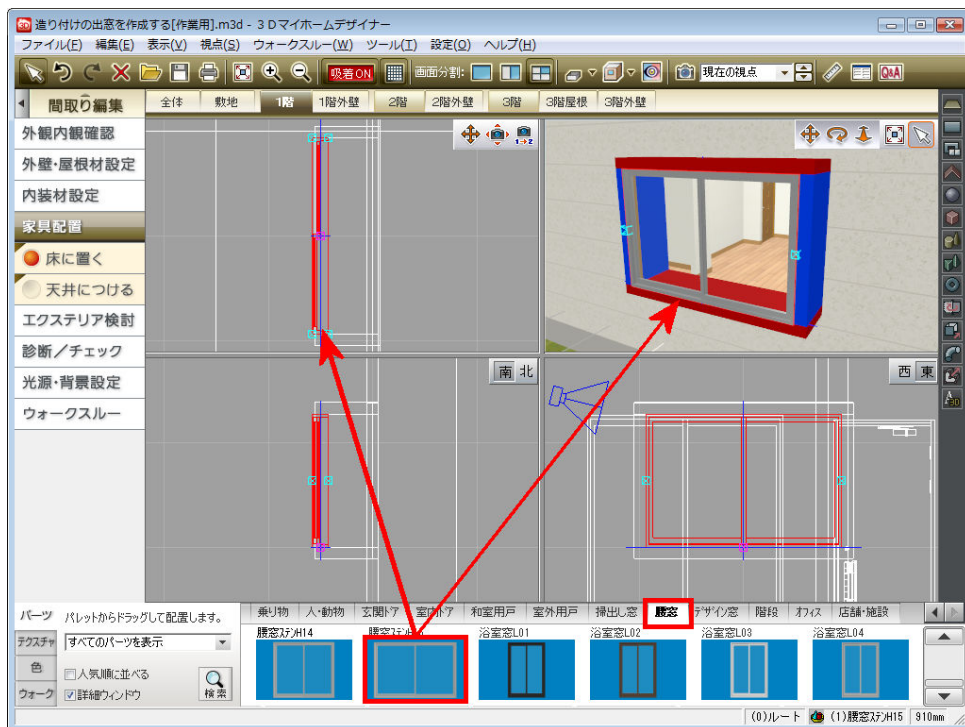 造り付けの出窓を作成する[作業用].m3d - 3Dマイホームデザイナー
ファイル(F) 編集(E) 表示(V) 視点(S) ウォークスルー(W) ツール(T) 設定(O) ヘルプ(H)
吸着ON 画面分割: 現在の視点 Q&A
間取り編集 全体 敷地 1階 1階外壁 2階 2階外壁 3階 3階屋根 3階外壁
外観内観確認
外壁・屋根材設定
内装材設定
家具配置
床に置く
天井につける
エクステリア検討
診断/チェック
光源・背景設定
ウォークスルー
南 北
西 東
パーツ パレットからドラッグして配置します。
乗り物 人・動物 玄関ドア 室内ドア 和室用戸 室外用戸 掃出し窓 腰窓 デザイン窓 階段 オフィス 店舗・施設
テクスチャ すべてのパーツを表示
色 人気順に並べる
ウォーク 詳細ウィンドウ 検索
腰窓ステンH14 浴室窓L01 浴室窓L02 浴室窓L03 浴室窓L04
(0)ルート (1)腰窓ステンH15 910mm